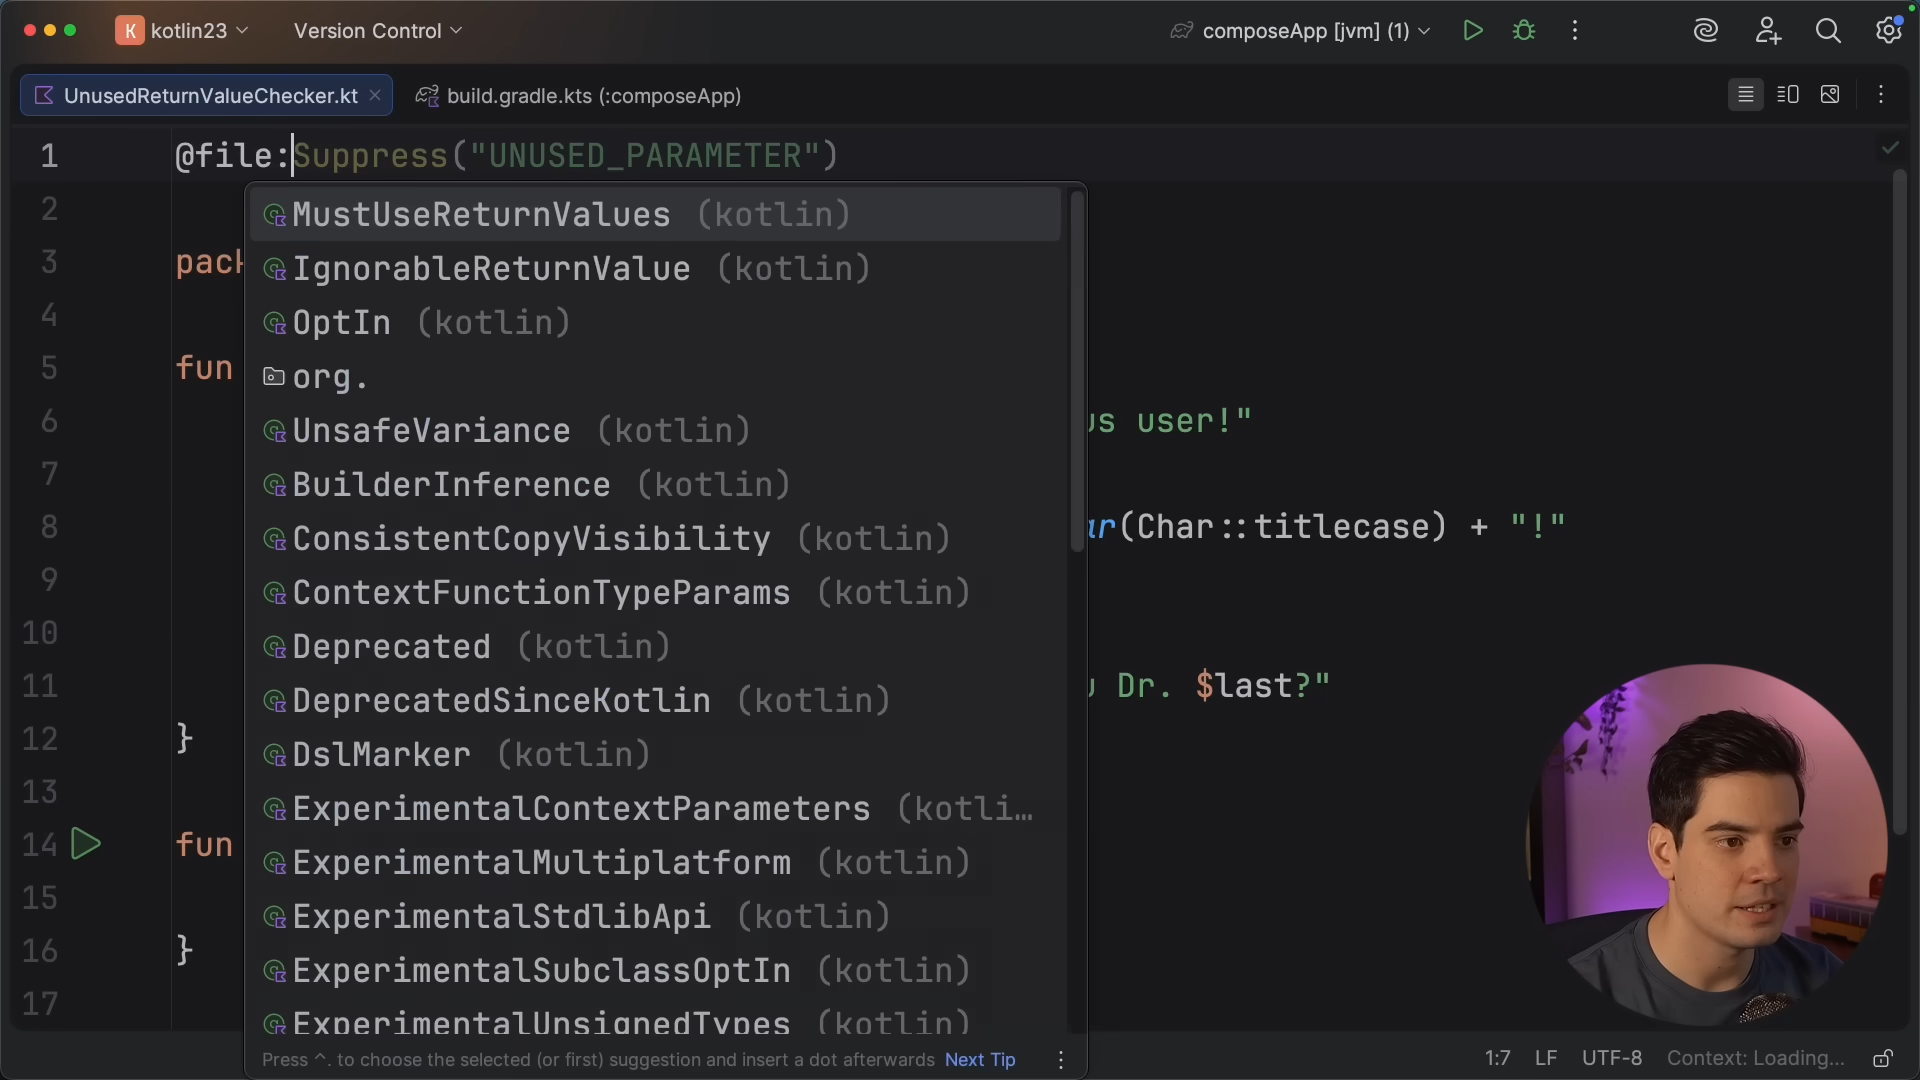 K kotlin23 Version Control composeApp [jvm] (1)
UnusedReturnValueChecker.kt build.gradle.kts (:composeApp)
1 @file:Suppress("UNUSED_PARAMETER")
MustUseReturnValues (kotlin)
2
IgnorableReturnValue (kotlin)
3
OptIn (kotlin)
4
5 fun
org.
6 user!"
UnsafeVariance (kotlin)
7
BuilderInference (kotlin)
8 (Char::titlecase) + "!"
ConsistentCopyVisibility (kotlin)
9
ContextFunctionTypeParams (kotlin)
10
Deprecated (kotlin)
11 Dr. $last?"
DeprecatedSinceKotlin (kotlin)
12 }
DslMarker (kotlin)
13
ExperimentalContextParameters (kotli…
14 fun
ExperimentalMultiplatform (kotlin)
15
ExperimentalStdlibApi (kotlin)
16 }
ExperimentalSubclassOptIn (kotlin)
17
ExperimentalUnsignedTypes (kotlin)
Press ^. to choose the selected (or first) suggestion and insert a dot afterwards Next Tip
1:7 LF UTF-8 Context: Loading...